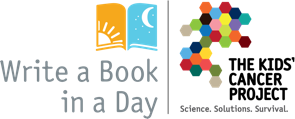 Write a Book
in a Day
THE KIDS'
CANCER
PROJECT
Science. Solutions. Survival.